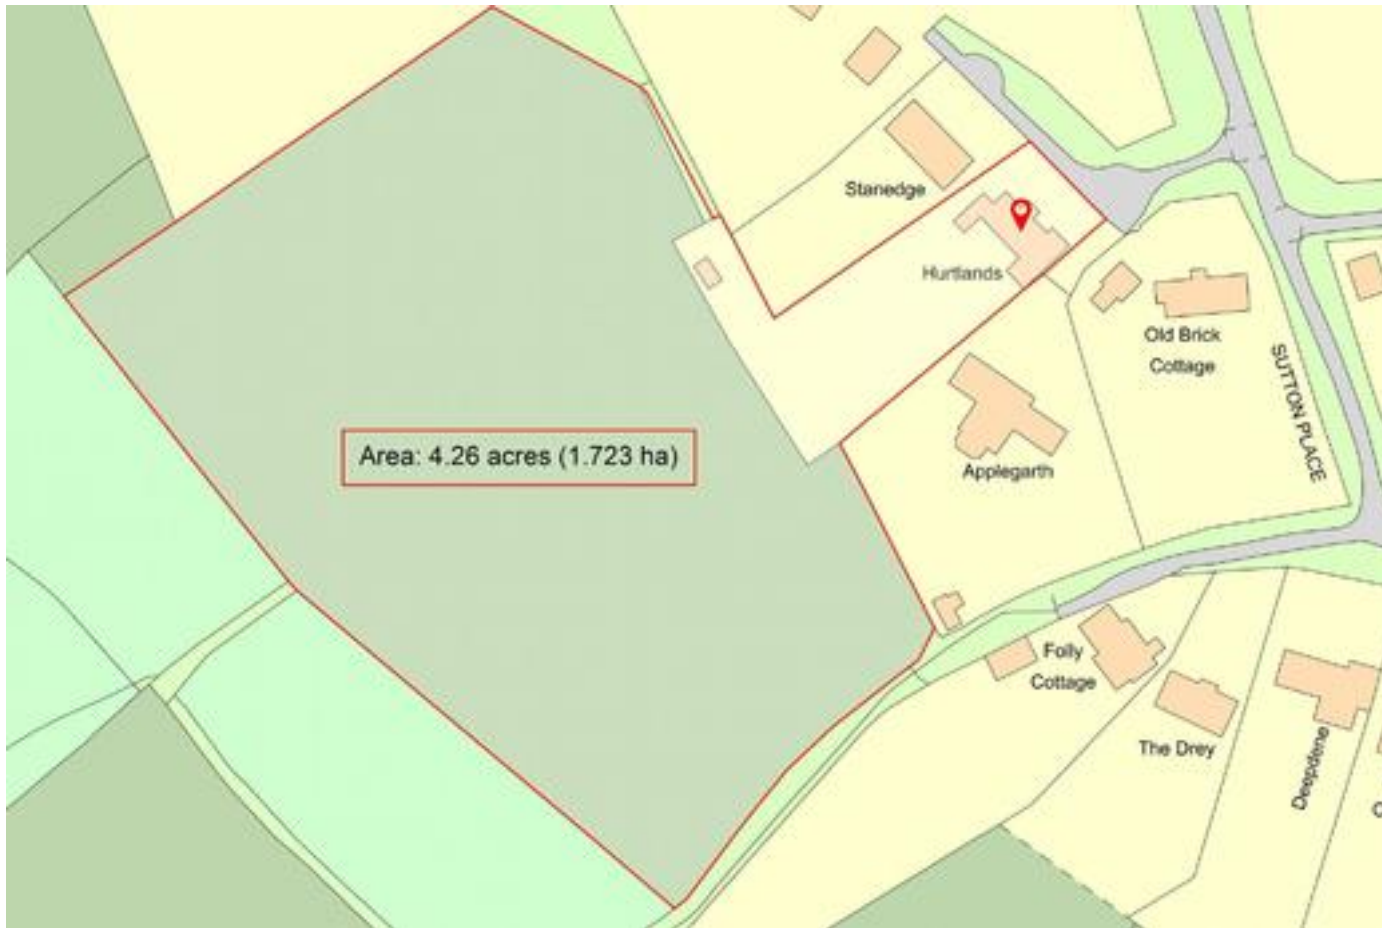 Stanedge
Hurtlands
Old Brick
Cottage
SUTTON PLACE
Area: 4.26 acres (1.723 ha)
Applegarth
Folly
Cottage
The Drey
Deepdene